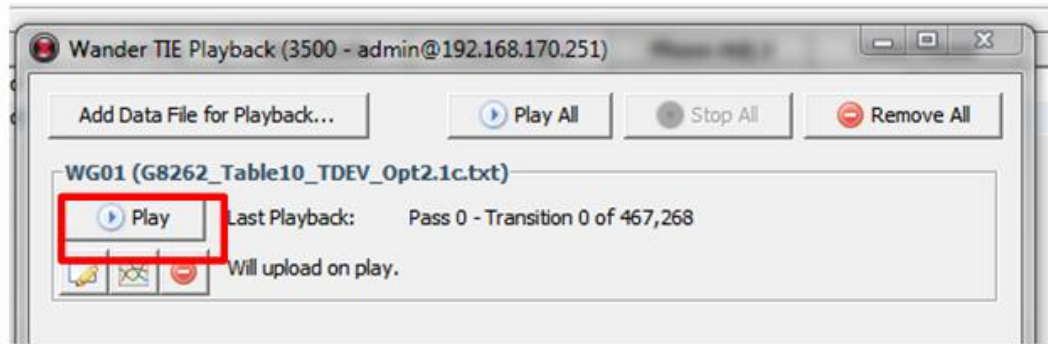 Wander TIE Playback (3500 - admin@192.168.170.251)
Add Data File for Playback... Play All Stop All Remove All
WG01 (G8262_Table10_TDEV_Opt2.1c.txt)
Play Last Playback: Pass 0 - Transition 0 of 467,268
Will upload on play.